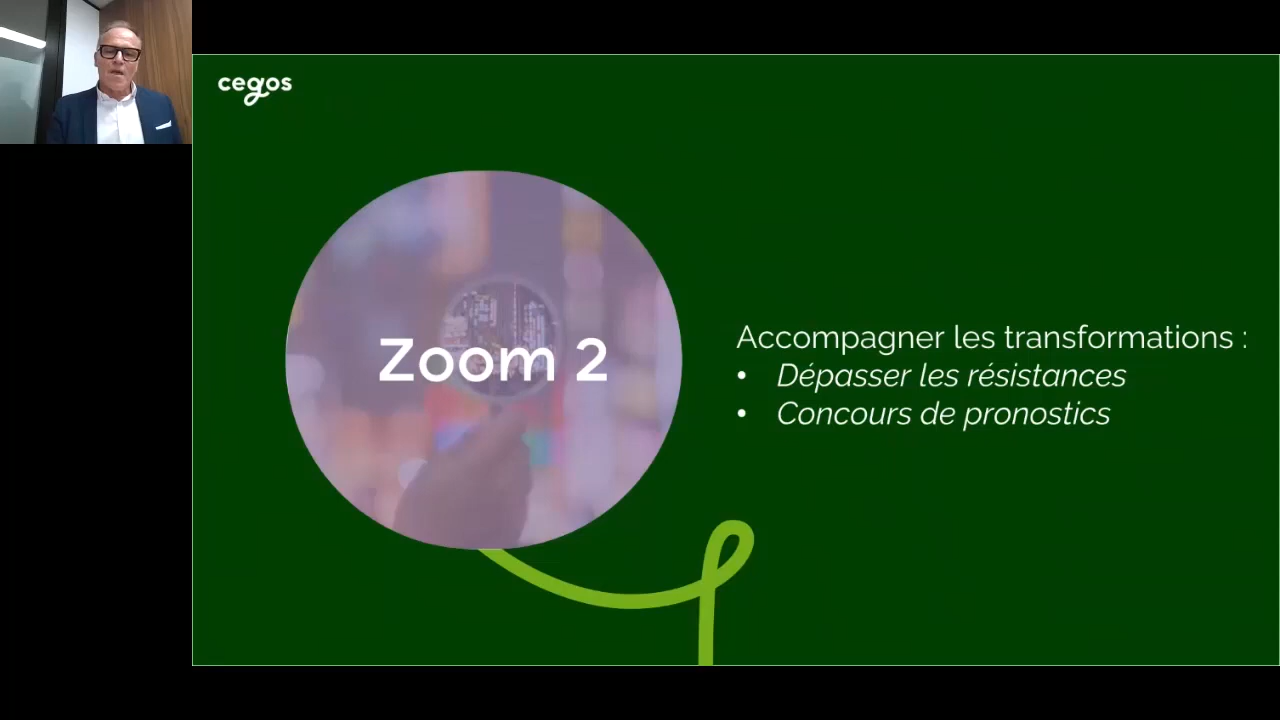 cegos
Zoom 2
Accompagner les transformations :
• Dépasser les résistances
• Concours de pronostics